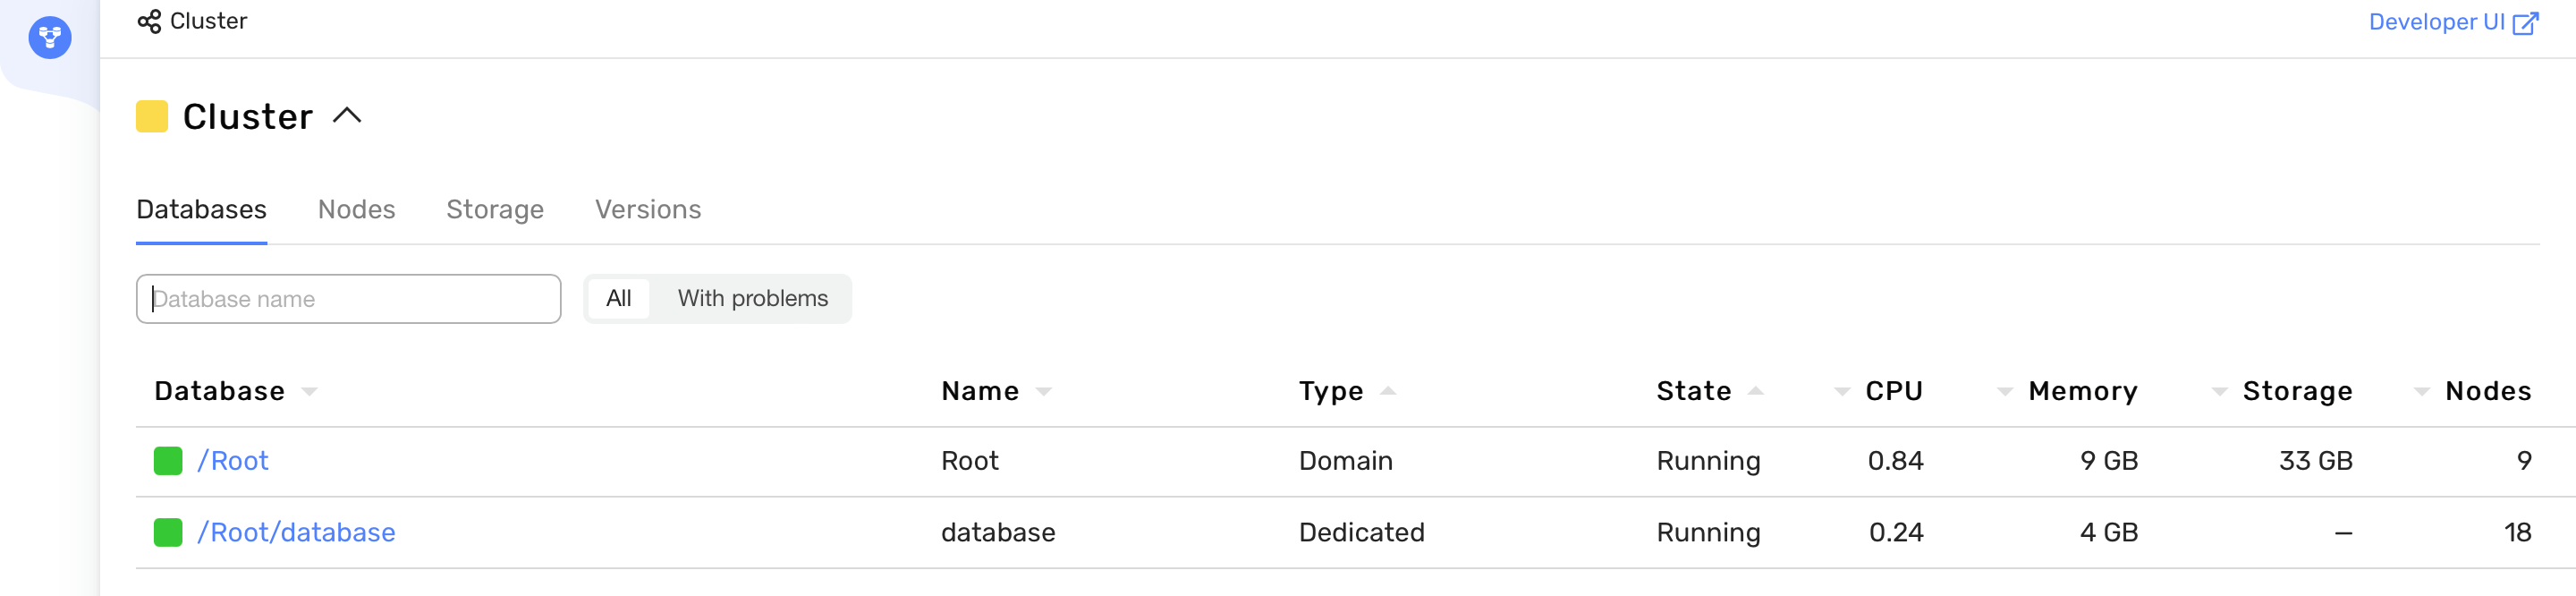 Cluster
Developer UI
Cluster
Databases Nodes Storage Versions
Database name All With problems
Database Name Type State CPU Memory Storage Nodes
/Root Root Domain Running 0.84 9 GB 33 GB 9
/Root/database database Dedicated Running 0.24 4 GB — 18